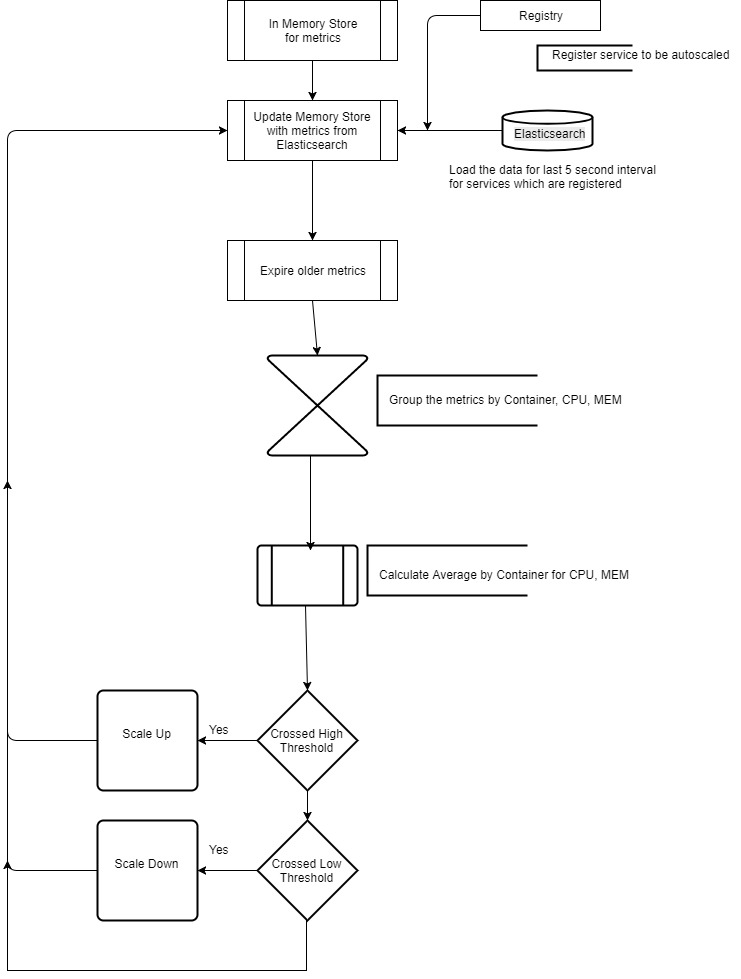 In Memory Store
for metrics
Registry
Register service to be autoscaled
Update Memory Store
with metrics from
Elasticsearch
Elasticsearch
Load the data for last 5 second interval
for services which are registered
Expire older metrics
Group the metrics by Container, CPU, MEM
Calculate Average by Container for CPU, MEM
Scale Up
Yes
Crossed High
Threshold
Scale Down
Yes
Crossed Low
Threshold